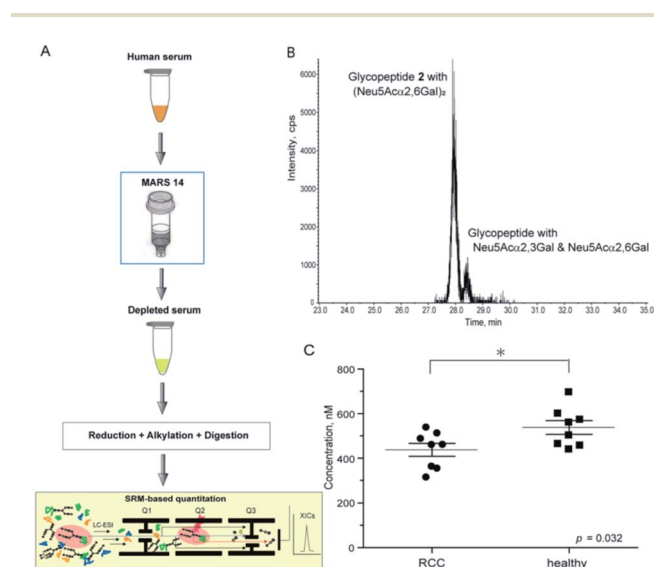 A
Human serum
MARS 14
Depleted serum
Reduction + Alkylation + Digestion
SRM-based quantitation
Q1
Q2
Q3
LC-ESI
XICs
B
Glycopeptide 2 with
(Neu5Acα2,6Gal)₂
Glycopeptide with
Neu5Acα2,3Gal & Neu5Acα2,6Gal
Intensity, cps
6000
5000
4000
3000
2000
1000
0
23.0 24.0 25.0 26.0 27.0 28.0 29.0 30.0 31.0 32.0 33.0 34.0 35.0
Time, min
C
*
Concentration, nM
800
600
400
200
0
p = 0.032
RCC healthy